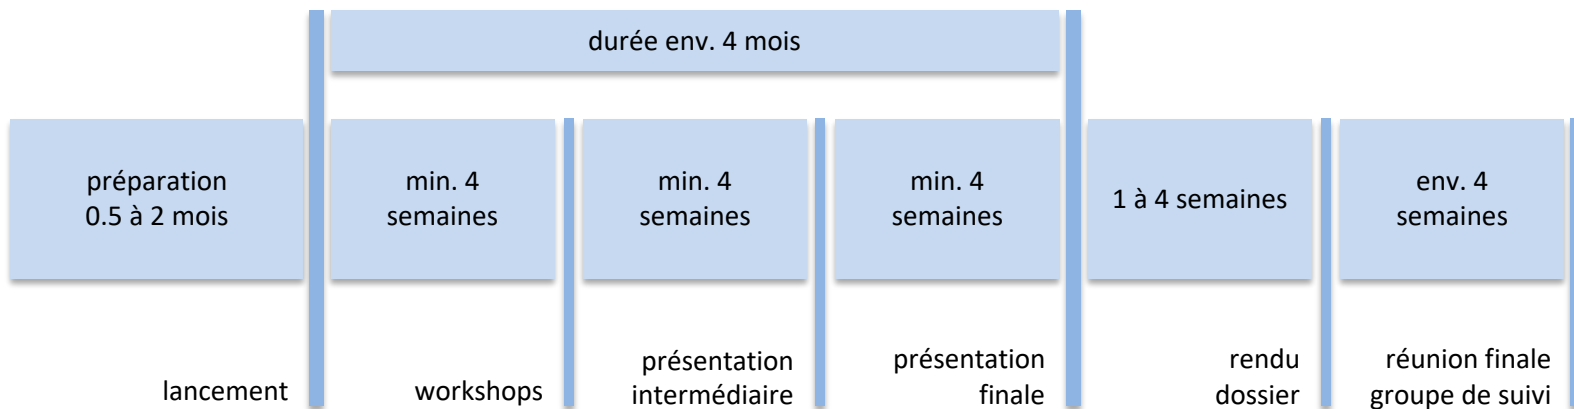 durée env. 4 mois
préparation
0.5 à 2 mois
min. 4
semaines
min. 4
semaines
min. 4
semaines
1 à 4 semaines
env. 4
semaines
lancement
workshops
présentation
intermédiaire
présentation
finale
rendu
dossier
réunion finale
groupe de suivi